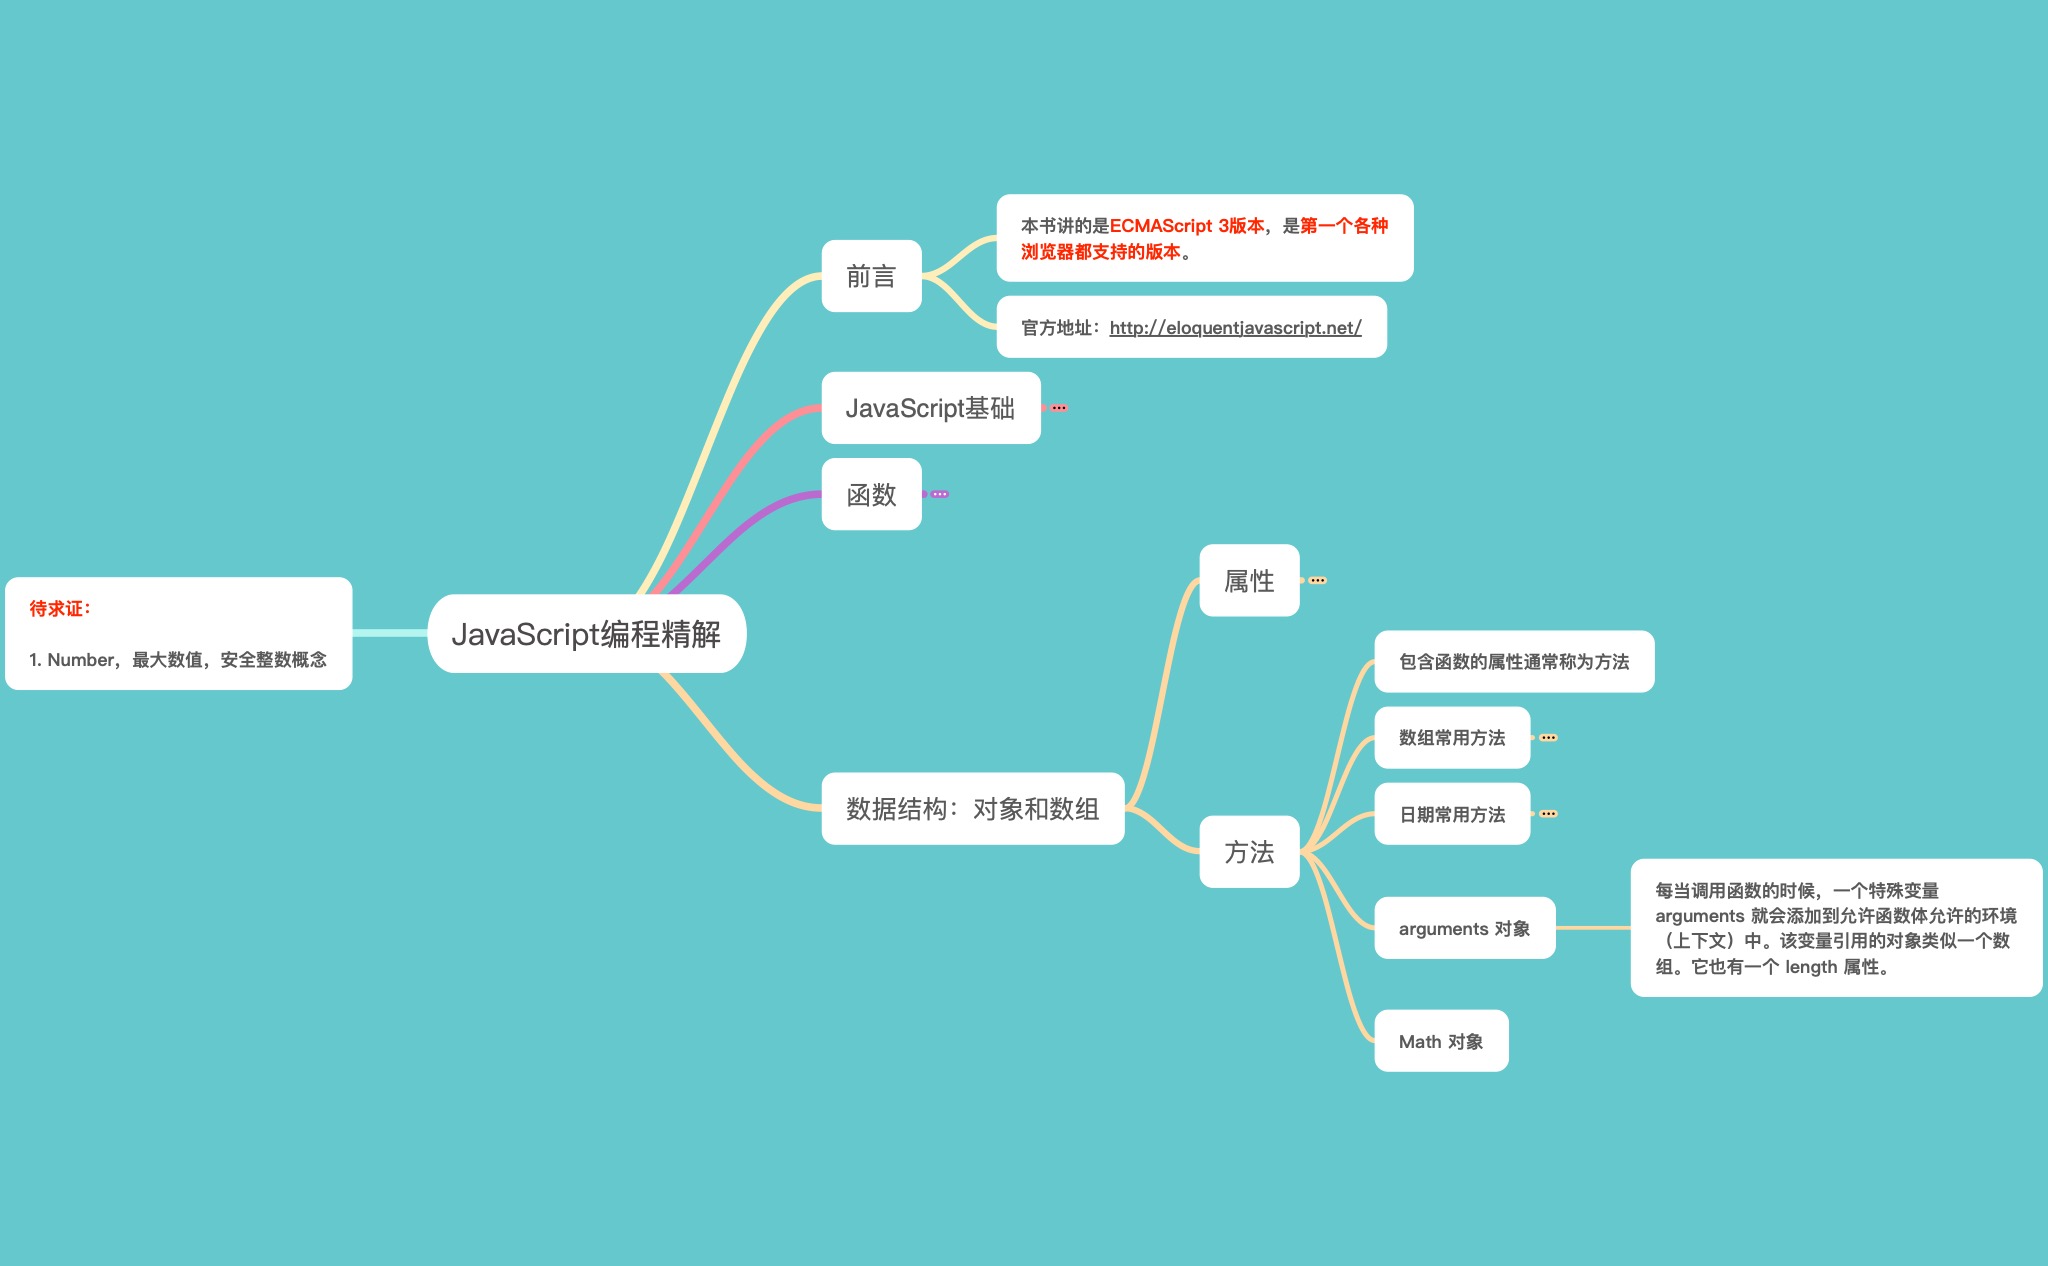 本书讲的是ECMAScript 3版本，是第一个各种
浏览器都支持的版本。
前言
官方地址：http://eloquentjavascript.net/
JavaScript基础
函数
属性
待求证：
1. Number，最大数值，安全整数概念
JavaScript编程精解
包含函数的属性通常称为方法
数组常用方法
数据结构：对象和数组
日期常用方法
方法
每当调用函数的时候，一个特殊变量
arguments 就会添加到允许函数体允许的环境
（上下文）中。该变量引用的对象类似一个数
组。它也有一个 length 属性。
arguments 对象
Math 对象